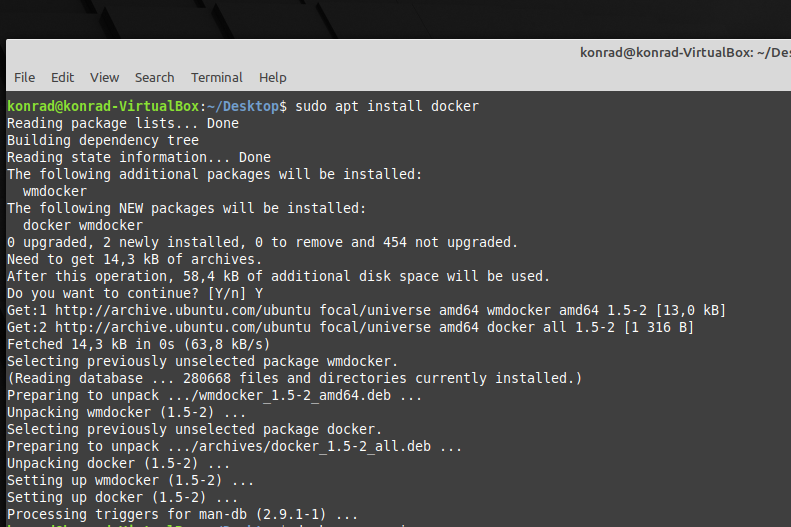 konrad@konrad-VirtualBox: ~/Des
File Edit View Search Terminal Help
konrad@konrad-VirtualBox:~/Desktop$ sudo apt install docker
Reading package lists... Done
Building dependency tree
Reading state information... Done
The following additional packages will be installed:
  wmdocker
The following NEW packages will be installed:
  docker wmdocker
0 upgraded, 2 newly installed, 0 to remove and 454 not upgraded.
Need to get 14,3 kB of archives.
After this operation, 58,4 kB of additional disk space will be used.
Do you want to continue? [Y/n] Y
Get:1 http://archive.ubuntu.com/ubuntu focal/universe amd64 wmdocker amd64 1.5-2 [13,0 kB]
Get:2 http://archive.ubuntu.com/ubuntu focal/universe amd64 docker all 1.5-2 [1 316 B]
Fetched 14,3 kB in 0s (63,8 kB/s)
Selecting previously unselected package wmdocker.
(Reading database ... 280668 files and directories currently installed.)
Preparing to unpack .../wmdocker_1.5-2_amd64.deb ...
Unpacking wmdocker (1.5-2) ...
Selecting previously unselected package docker.
Preparing to unpack .../archives/docker_1.5-2_all.deb ...
Unpacking docker (1.5-2) ...
Setting up wmdocker (1.5-2) ...
Setting up docker (1.5-2) ...
Processing triggers for man-db (2.9.1-1) ...